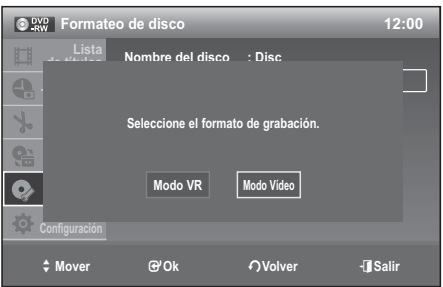 DVD
-RW
Formateo de disco
12:00
Lista
de títulos
Nombre del disco : Disc
Seleccione el formato de grabación.
Modo VR
Modo Vídeo
Configuración
Mover
Ok
Volver
Salir